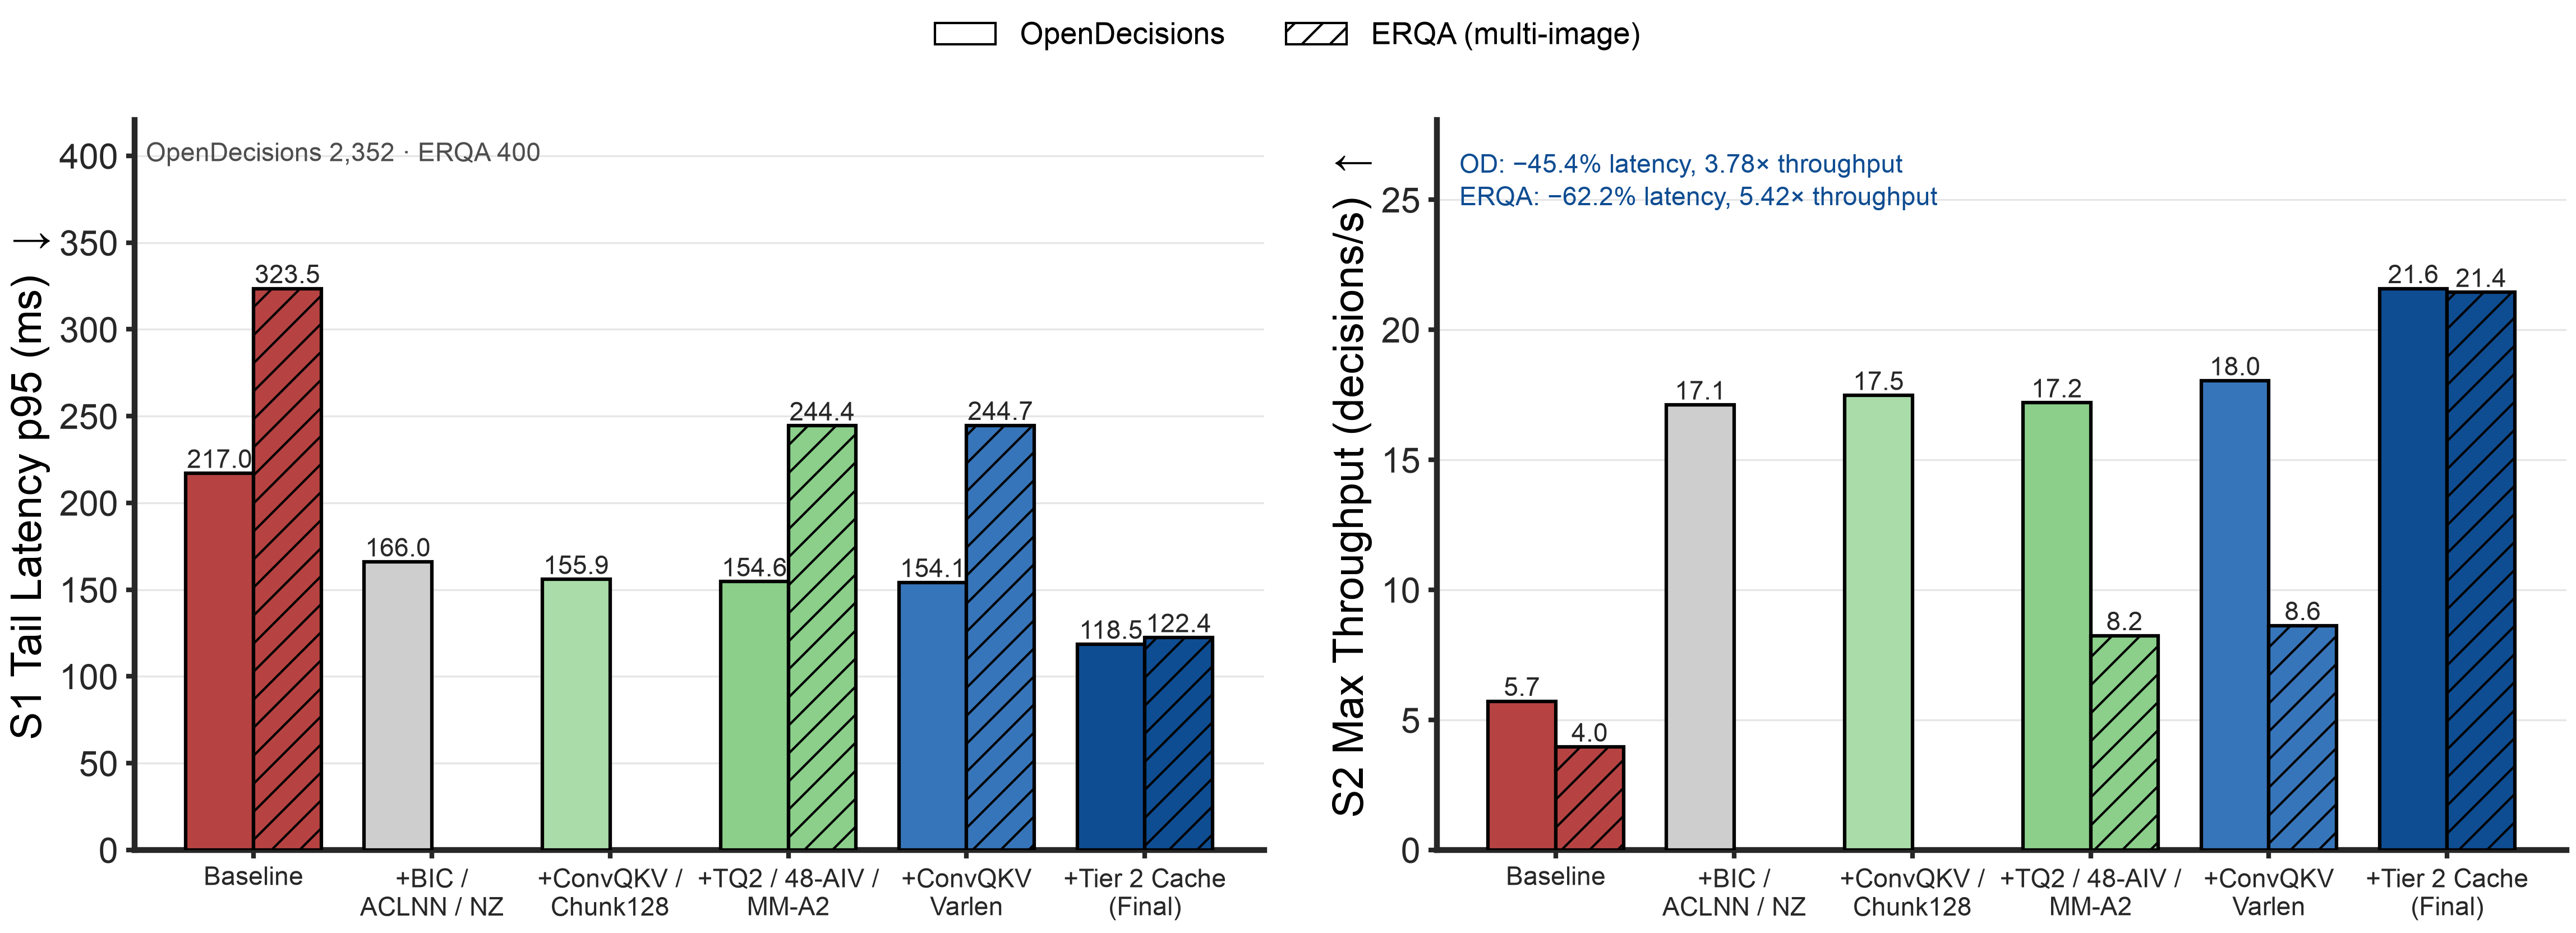 OpenDecisions
ERQA (multi-image)
S1 Tail Latency p95 (ms) →
400
350
300
250
200
150
100
50
0
OpenDecisions 2,352 · ERQA 400
217.0
323.5
166.0
155.9
154.6
244.4
154.1
244.7
118.5
122.4
Baseline
+BIC /
ACLNN / NZ
+ConvQKV /
Chunk128
+TQ2 / 48-AIV /
MM-A2
+ConvQKV
Varlen
+Tier 2 Cache
(Final)
S2 Max Throughput (decisions/s) ←
25
20
15
10
5
0
OD: −45.4% latency, 3.78× throughput
ERQA: −62.2% latency, 5.42× throughput
5.7
4.0
17.1
17.5
17.2
8.2
18.0
8.6
21.6
21.4
Baseline
+BIC /
ACLNN / NZ
+ConvQKV /
Chunk128
+TQ2 / 48-AIV /
MM-A2
+ConvQKV
Varlen
+Tier 2 Cache
(Final)